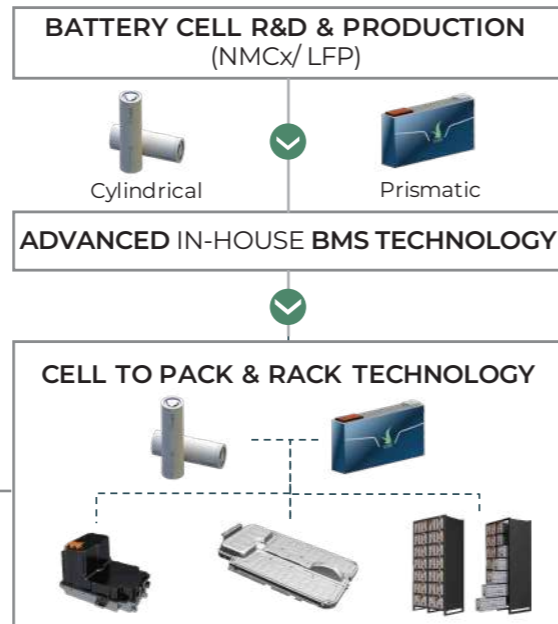 BATTERY CELL R&D & PRODUCTION
(NMCx/ LFP)
Cylindrical
Prismatic
ADVANCED IN-HOUSE BMS TECHNOLOGY
CELL TO PACK & RACK TECHNOLOGY